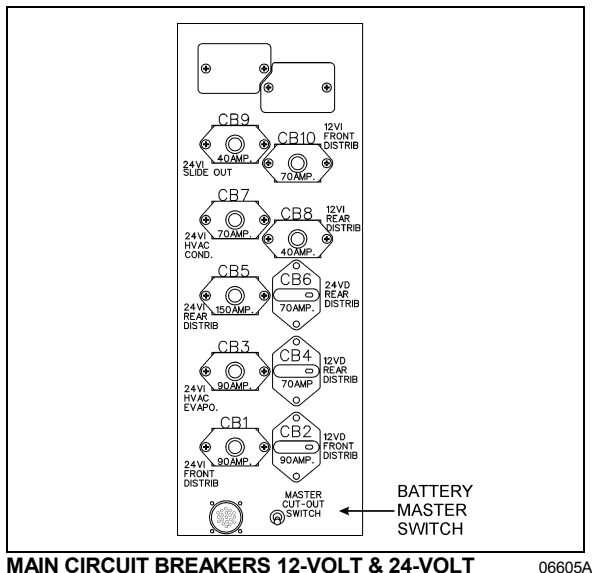 CB9
40AMP.
24VI
SLIDE OUT
12VI
FRONT
DISTRIB
CB10
70AMP.
CB7
70AMP.
24VI
HVAC
COND.
12VI
REAR
DISTRIB
CB8
40AMP.
CB5
150AMP.
24VI
REAR
DISTRIB
CB6
70AMP.
24VD
REAR
DISTRIB
CB3
90AMP.
24VI
HVAC
EVAPO.
CB4
70AMP
12VD
REAR
DISTRIB
CB1
90AMP.
24VI
FRONT
DISTRIB
CB2
90AMP.
12VD
FRONT
DISTRIB
MASTER
CUT-OUT
SWITCH
BATTERY
MASTER
SWITCH
MAIN CIRCUIT BREAKERS 12-VOLT & 24-VOLT
06605A